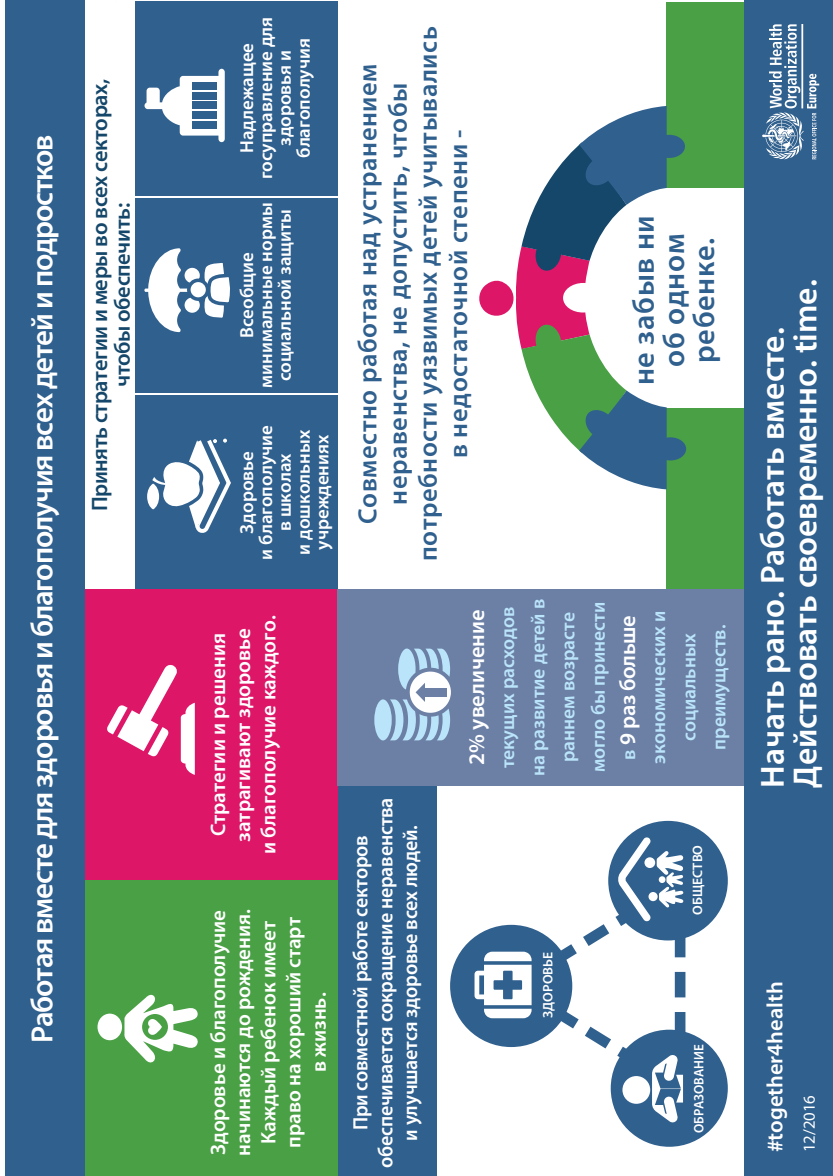 Работая вместе для здоровья и благополучия всех детей и подростков
Здоровье и благополучие
начинаются до рождения.
Каждый ребенок имеет
право на хороший старт
в жизнь.
Стратегии и решения
затрагивают здоровье
и благополучие каждого.
Принять стратегии и меры во всех секторах,
чтобы обеспечить:
Здоровье
и благополучие
в школах
и дошкольных
учреждениях
Всеобщие
минимальные нормы
социальной защиты
Надлежащее
госуправление для
здоровья и
благополучия
При совместной работе секторов
обеспечивается сокращение неравенства
и улучшается здоровье всех людей.
ЗДОРОВЬЕ
ОБРАЗОВАНИЕ
ОБЩЕСТВО
2% увеличение
текущих расходов
на развитие детей в
раннем возрасте
могло бы принести
в 9 раз больше
экономических и
социальных
преимуществ.
Совместно работая над устранением
неравенства, не допустить, чтобы
потребности уязвимых детей учитывались
в недостаточной степени -
не забыв ни
об одном
ребенке.
#together4health
12/2016
Начать рано. Работать вместе.
Действовать своевременно. time.
World Health
Organization
REGIONAL OFFICE FOR Europe